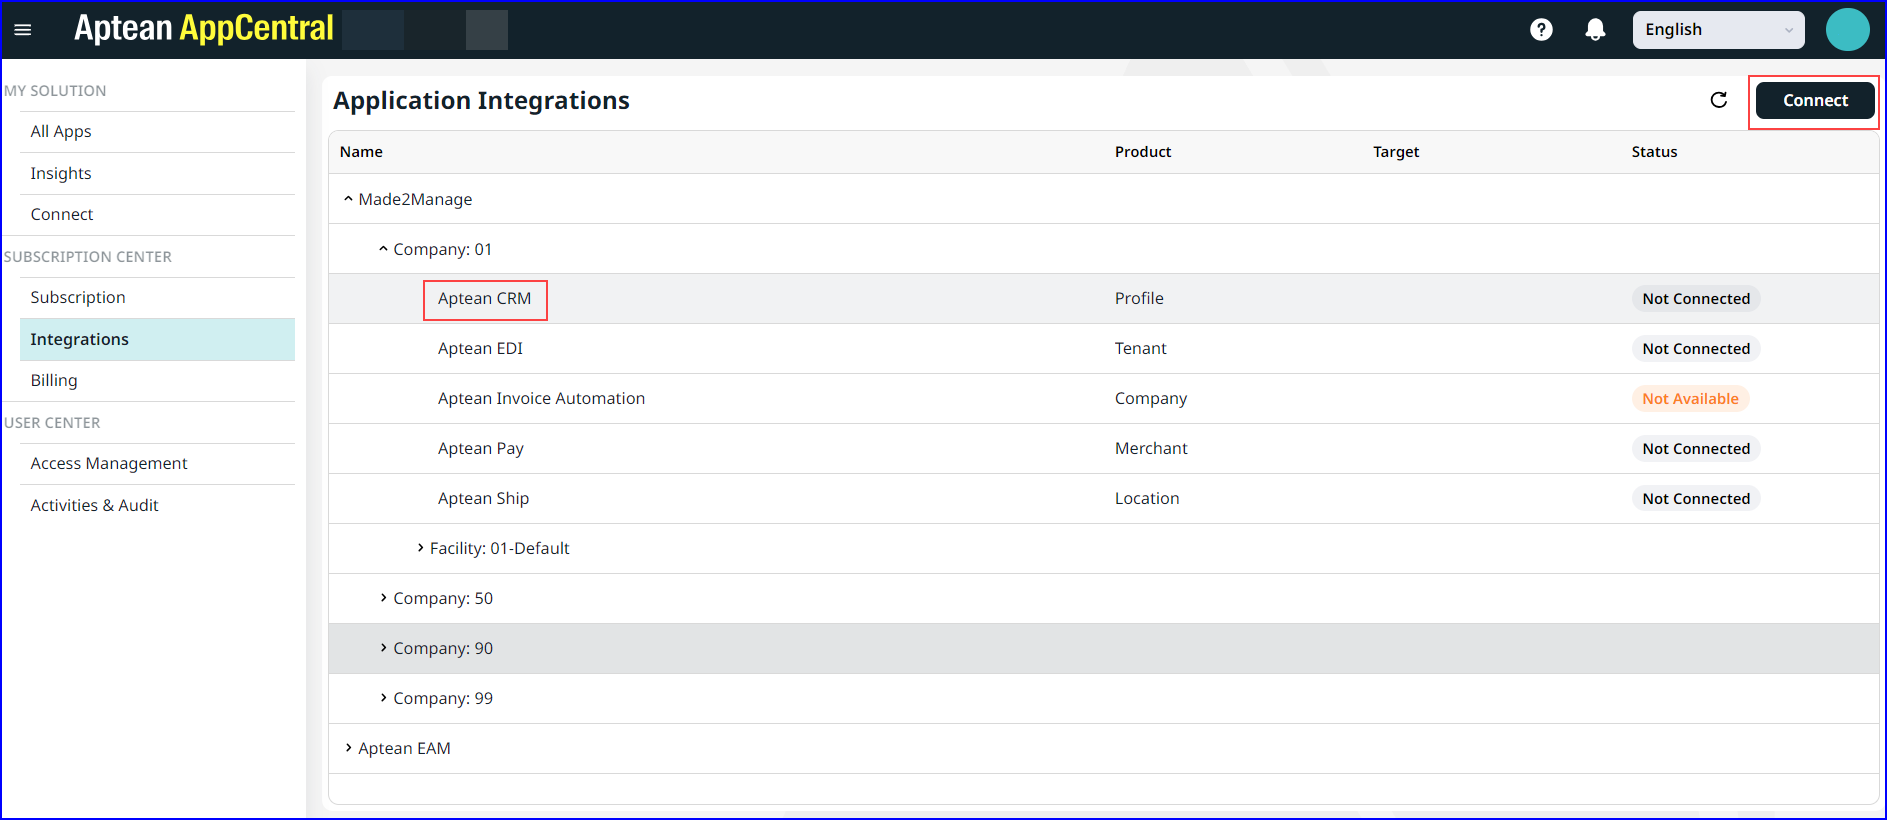 Aptean AppCentral
English
MY SOLUTION
All Apps
Insights
Connect
SUBSCRIPTION CENTER
Subscription
Integrations
Billing
USER CENTER
Access Management
Activities & Audit
Application Integrations
Connect
Name Product Target Status
Made2Manage
Company: 01
Aptean CRM Profile Not Connected
Aptean EDI Tenant Not Connected
Aptean Invoice Automation Company Not Available
Aptean Pay Merchant Not Connected
Aptean Ship Location Not Connected
Facility: 01-Default
Company: 50
Company: 90
Company: 99
Aptean EAM